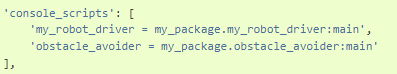 'console_scripts': [
    'my_robot_driver = my_package.my_robot_driver:main',
    'obstacle_avoider = my_package.obstacle_avoider:main'
],